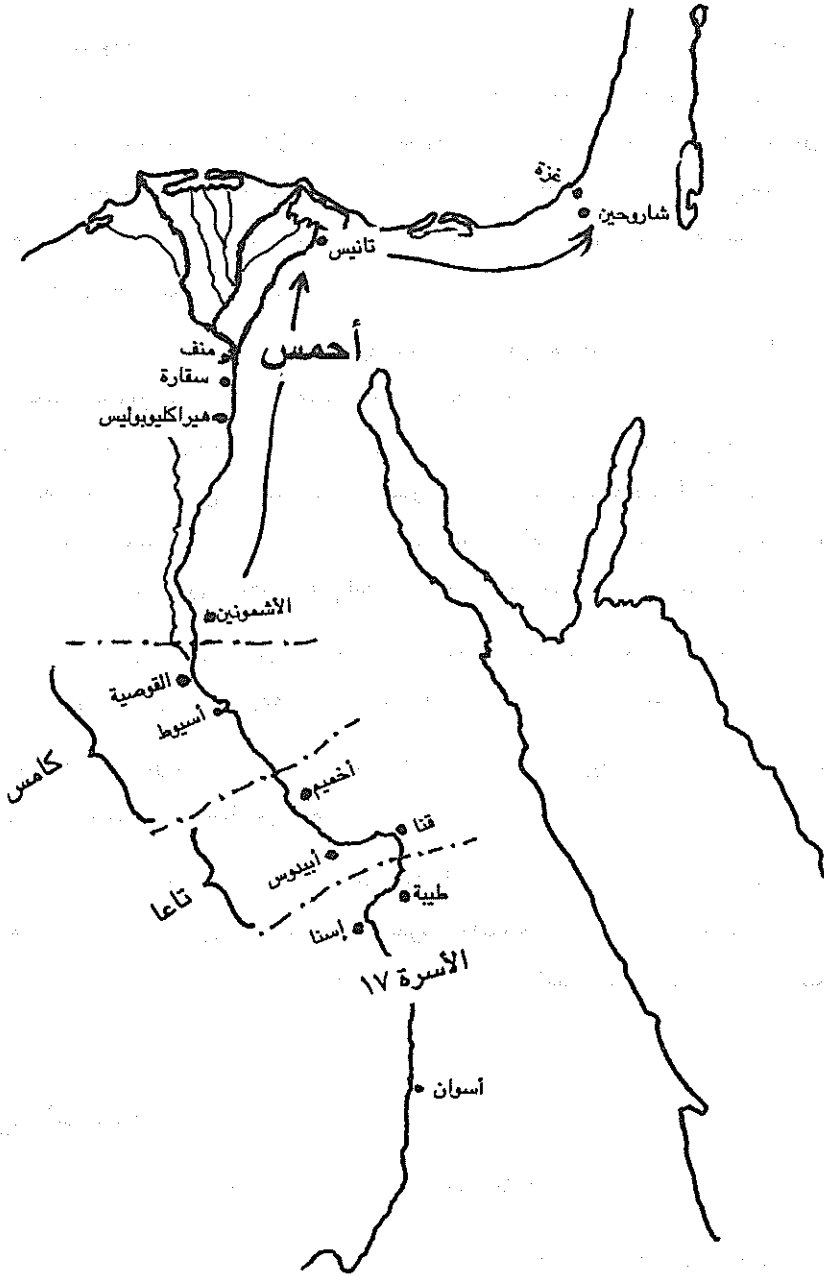 غزة
شاروحين
تانيس
أحمس
منف
سقارة
هيراكليوبوليس
الأشمونين
القوصية
أسيوط
كامس
أخميم
قنا
أبيدوس
طيبة
تاعا
إسنا
الأسرة ١٧
أسوان